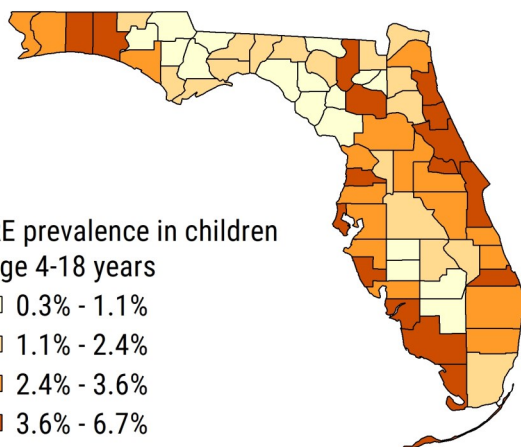 E prevalence in children
ge 4-18 years
0.3% - 1.1%
1.1% - 2.4%
2.4% - 3.6%
3.6% - 6.7%